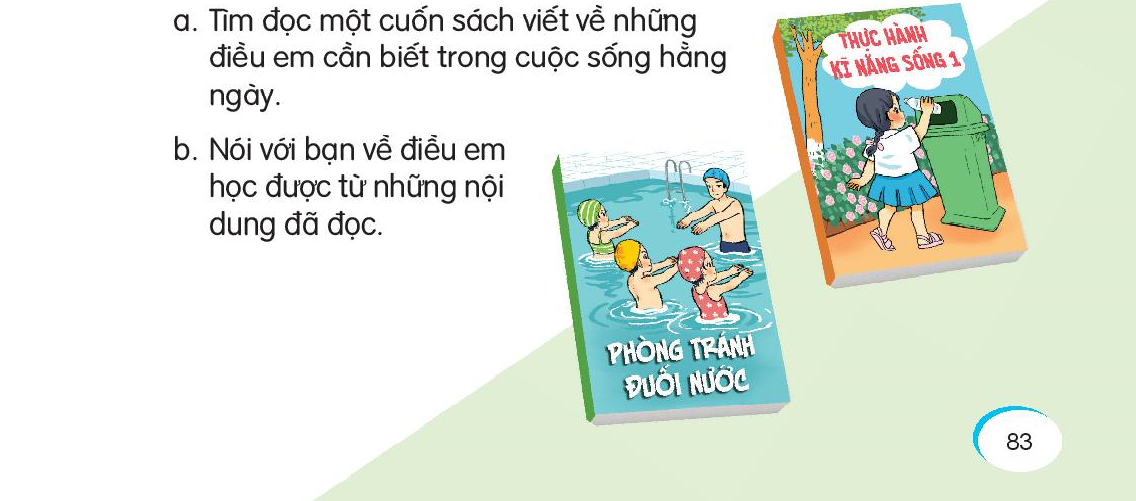 a. Tìm đọc một cuốn sách viết về những
điều em cần biết trong cuộc sống hằng
ngày.
b. Nói với bạn về điều em
học được từ những nội
dung đã đọc.
THỰC HÀNH
KĨ NĂNG SỐNG 1
PHÒNG TRÁNH
ĐUỐI NƯỚC
83